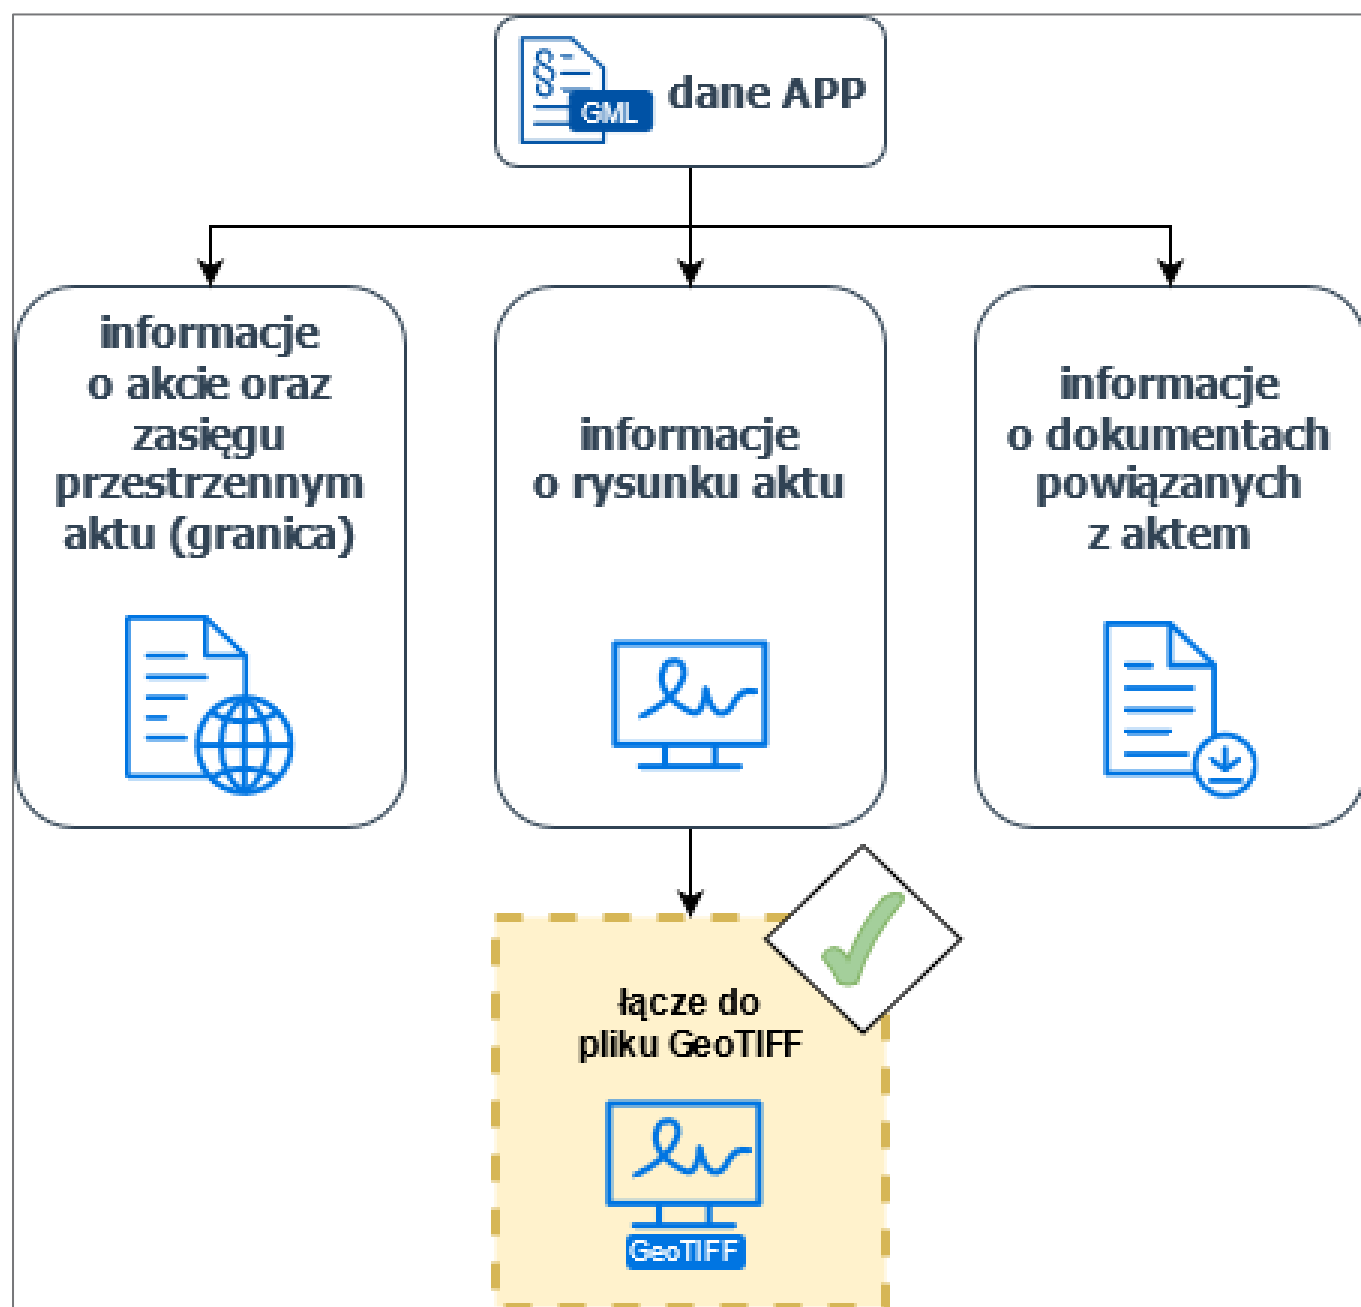 §
§
GML
dane APP
informacje
o akcie oraz
zasięgu
przestrzennym
aktu (granica)
informacje
o rysunku aktu
informacje
o dokumentach
powiązanych
z aktem
łącze do
pliku GeoTIFF
GeoTIFF